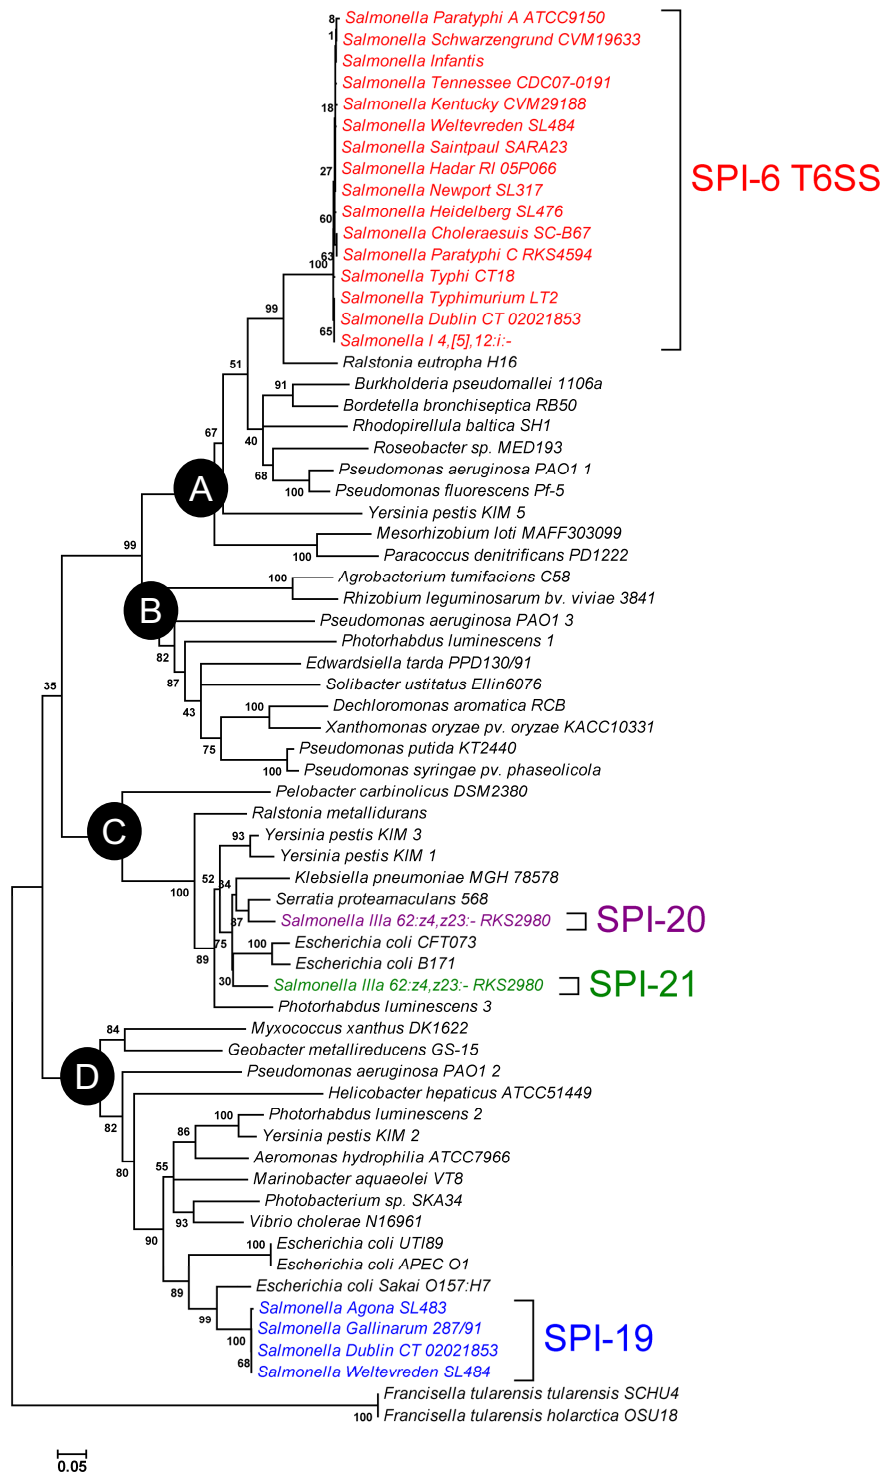 8
Salmonella Paratyphi A ATCC9150
1
Salmonella Schwarzengrund CVM19633
Salmonella Infantis
Salmonella Tennessee CDC07-0191
18
Salmonella Kentucky CVM29188
Salmonella Weltevreden SL484
Salmonella Saintpaul SARA23
27
Salmonella Hadar RI 05P066
SPI-6 T6SS
Salmonella Newport SL317
60
Salmonella Heidelberg SL476
Salmonella Choleraesuis SC-B67
63
Salmonella Paratyphi C RKS4594
100
Salmonella Typhi CT18
Salmonella Typhimurium LT2
99
Salmonella Dublin CT 02021853
65
Salmonella I 4,[5],12:i:-
51
Ralstonia eutropha H16
91
Burkholderia pseudomallei 1106a
Bordetella bronchiseptica RB50
67
Rhodopirellula baltica SH1
40
Roseobacter sp. MED193
68
Pseudomonas aeruginosa PAO1 1
100
Pseudomonas fluorescens Pf-5
A
Yersinia pestis KIM 5
Mesorhizobium loti MAFF303099
99
100
Paracoccus denitrificans PD1222
100
Agrobacterium tumifacions C58
B
Rhizobium leguminosarum bv. viviae 3841
Pseudomonas aeruginosa PAO1 3
82
Photorhabdus luminescens 1
87
Edwardsiella tarda PPD130/91
35
Solibacter ustitatus Ellin6076
43
100
Dechloromonas aromatica RCB
Xanthomonas oryzae pv. oryzae KACC10331
75
Pseudomonas putida KT2440
100
Pseudomonas syringae pv. phaseolicola
Pelobacter carbinolicus DSM2380
C
Ralstonia metallidurans
93
Yersinia pestis KIM 3
Yersinia pestis KIM 1
100
52
Klebsiella pneumoniae MGH 78578
Serratia proteamaculans 568
Salmonella IIIa 62:z4,z23:- RKS2980
SPI-20
75
100
Escherichia coli CFT073
89
Escherichia coli B171
30
Salmonella IIIa 62:z4,z23:- RKS2980
SPI-21
Photorhabdus luminescens 3
84
Myxococcus xanthus DK1622
Geobacter metallireducens GS-15
D
Pseudomonas aeruginosa PAO1 2
Helicobacter hepaticus ATCC51449
82
100
Photorhabdus luminescens 2
86
Yersinia pestis KIM 2
Aeromonas hydrophilia ATCC7966
80
55
Marinobacter aquaeolei VT8
Photobacterium sp. SKA34
93
Vibrio cholerae N16961
90
100
Escherichia coli UTI89
Escherichia coli APEC O1
89
Escherichia coli Sakai O157:H7
99
Salmonella Agona SL483
Salmonella Gallinarum 287/91
SPI-19
100
Salmonella Dublin CT 02021853
68
Salmonella Weltevreden SL484
Francisella tularensis tularensis SCHU4
100
Francisella tularensis holarctica OSU18
0.05